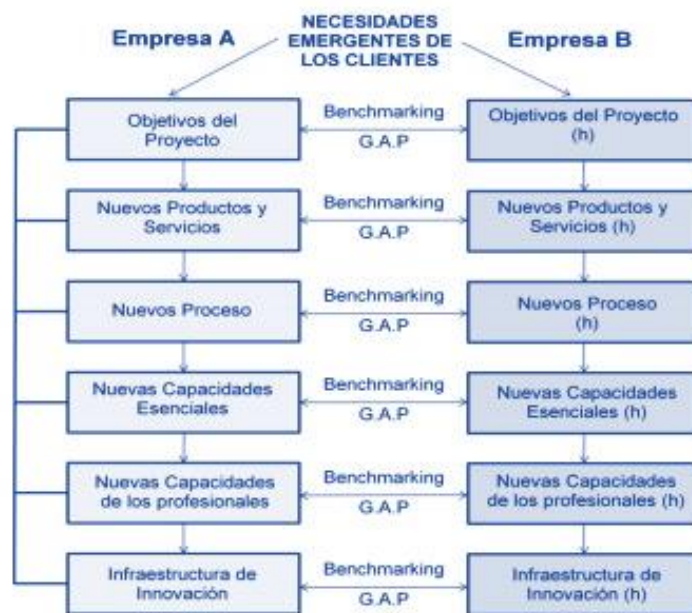 NECESIDADES
EMERGENTES DE
LOS CLIENTES
Empresa A
Empresa B
Objetivos del
Proyecto
Benchmarking
G.A.P
Objetivos del Proyecto
(h)
Nuevos Productos y
Servicios
Benchmarking
G.A.P
Nuevos Productos y
Servicios (h)
Nuevos Proceso
Benchmarking
G.A.P
Nuevos Proceso
(h)
Nuevas Capacidades
Esenciales
Benchmarking
G.A.P
Nuevas Capacidades
Esenciales (h)
Nuevas Capacidades
de los profesionales
Benchmarking
G.A.P
Nuevas Capacidades
de los profesionales (h)
Infraestructura de
Innovación
Benchmarking
G.A.P
Infraestructura de
Innovación (h)